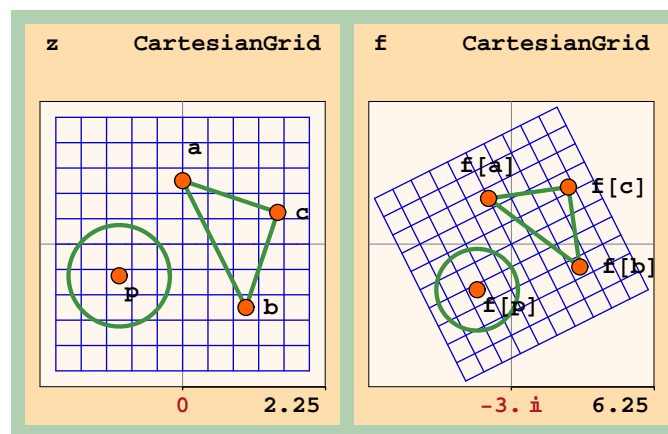 z CartesianGrid
a
c
p
b
0 2.25
f CartesianGrid
f[a]
f[c]
f[b]
f[p]
-3. i 6.25